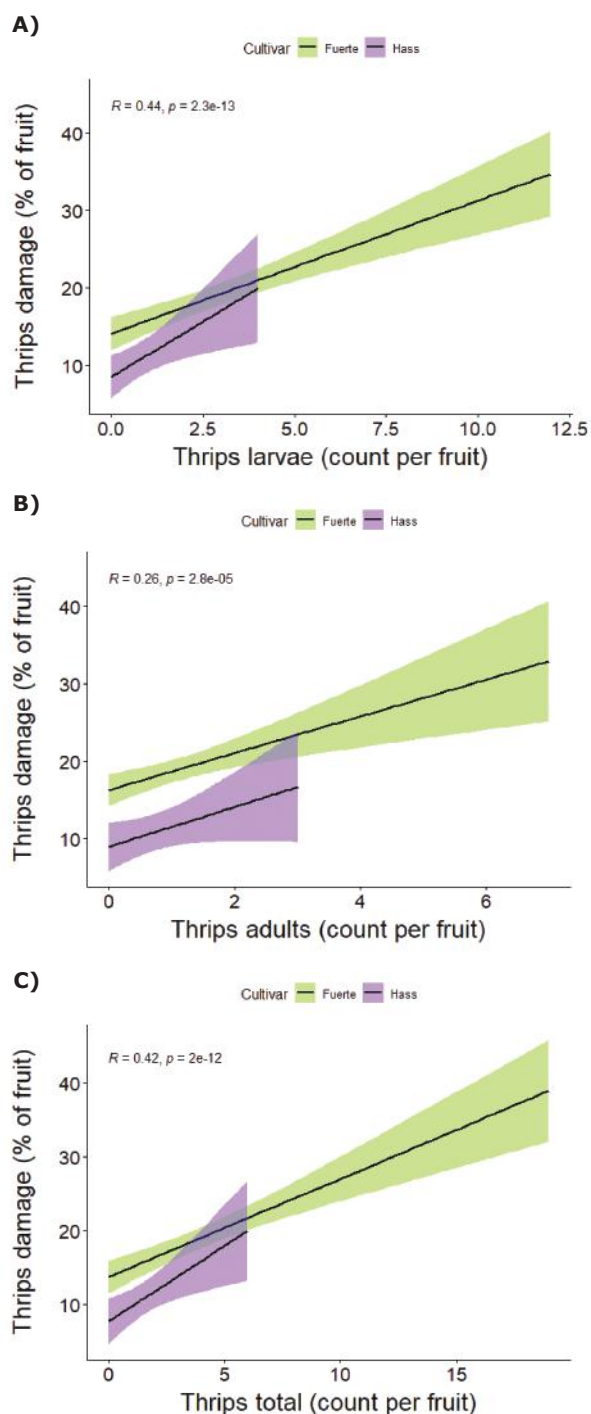 A)
Cultivar Fuerte Hass
R = 0.44, p = 2.3e-13
Thrips damage (% of fruit)
40
30
20
10
0.0 2.5 5.0 7.5 10.0 12.5
Thrips larvae (count per fruit)
B)
Cultivar Fuerte Hass
R = 0.26, p = 2.8e-05
Thrips damage (% of fruit)
40
30
20
10
0 2 4 6
Thrips adults (count per fruit)
C)
Cultivar Fuerte Hass
R = 0.42, p = 2e-12
Thrips damage (% of fruit)
40
30
20
10
0 5 10 15
Thrips total (count per fruit)